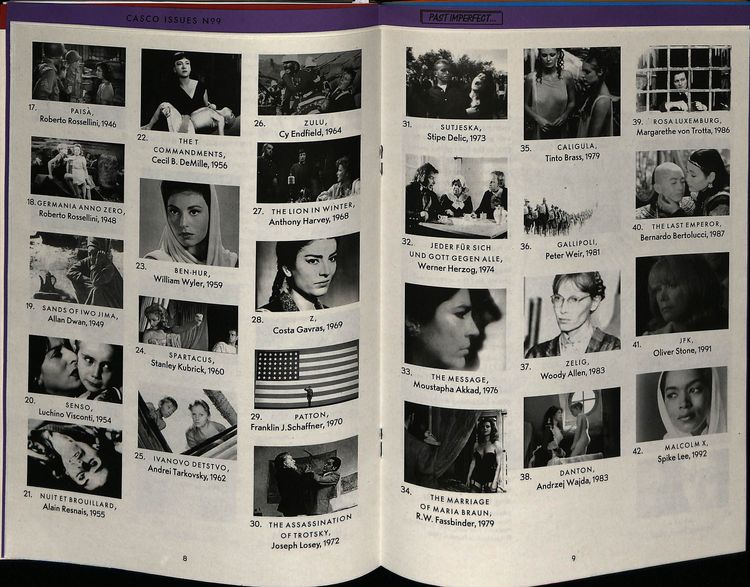 CASCO ISSUES Nº9
17. PAISÀ,
Roberto Rossellini, 1946
18. GERMANIA ANNO ZERO,
Roberto Rossellini, 1948
19. SANDS OF IWO JIMA,
Allan Dwan, 1949
20. SENSO,
Luchino Visconti, 1954
21. NUIT ET BROUILLARD,
Alain Resnais, 1955
22. THE T
COMMANDMENTS,
Cecil B. DeMille, 1956
23. BEN-HUR,
William Wyler, 1959
24. SPARTACUS,
Stanley Kubrick, 1960
25. IVANOVO DETSTVO,
Andrei Tarkovsky, 1962
26. ZULU,
Cy Endfield, 1964
27. THE LION IN WINTER,
Anthony Harvey, 1968
28. Z,
Costa Gavras, 1969
29. PATTON,
Franklin J. Schaffner, 1970
30. THE ASSASSINATION
OF TROTSKY,
Joseph Losey, 1972
8
PAST IMPERFECT...
31. SUTJESKA,
Stipe Delic, 1973
32. JEDER FÜR SICH
UND GOTT GEGEN ALLE,
Werner Herzog, 1974
33. THE MESSAGE,
Moustapha Akkad, 1976
34. THE MARRIAGE
OF MARIA BRAUN,
R.W. Fassbinder, 1979
35. CALIGULA,
Tinto Brass, 1979
36. GALLIPOLI,
Peter Weir, 1981
37. ZELIG,
Woody Allen, 1983
38. DANTON,
Andrzej Wajda, 1983
39. ROSA LUXEMBURG,
Margarethe von Trotta, 1986
40. THE LAST EMPEROR,
Bernardo Bertolucci, 1987
41. JFK,
Oliver Stone, 1991
42. MALCOLM X,
Spike Lee, 1992
9